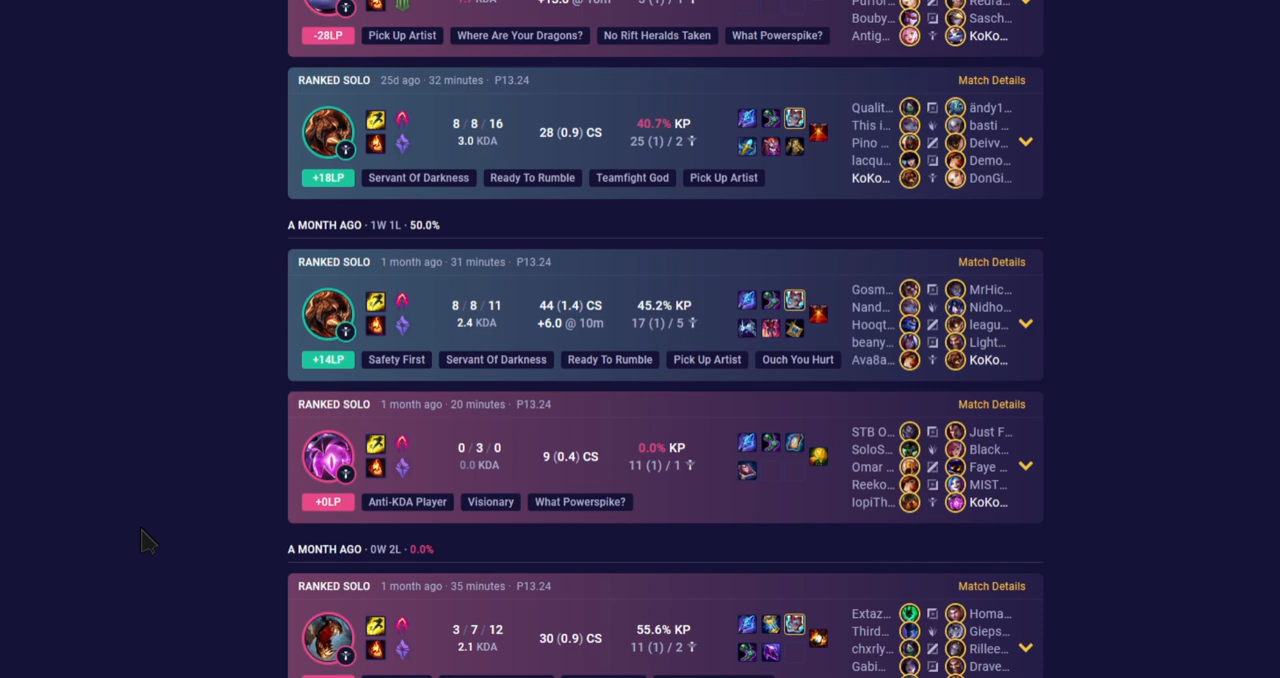 +15.0 @ 10m
Redra...
Bouby... Sasch...
-28LP Pick Up Artist Where Are Your Dragons? No Rift Heralds Taken What Powerspike? Antig... KoKo...
RANKED SOLO 25d ago · 32 minutes · P13.24 Match Details
Qualit... ändy1...
8 / 8 / 16 40.7% KP This i... basti ...
3.0 KDA 28 (0.9) CS 25 (1) / 2 Pino ... Deivv...
lacqu... Demo...
+18LP Servant Of Darkness Ready To Rumble Teamfight God Pick Up Artist KoKo... DonGi...
A MONTH AGO · 1W 1L · 50.0%
RANKED SOLO 1 month ago · 31 minutes · P13.24 Match Details
Gosm... MrHic...
8 / 8 / 11 44 (1.4) CS 45.2% KP Nand... Nidho...
2.4 KDA +6.0 @ 10m 17 (1) / 5 Hooqt... leagu...
beany... Light...
+14LP Safety First Servant Of Darkness Ready To Rumble Pick Up Artist Ouch You Hurt Ava8a... KoKo...
RANKED SOLO 1 month ago · 20 minutes · P13.24 Match Details
STB O... Just F...
0 / 3 / 0 0.0% KP SoloS... Black...
0.0 KDA 9 (0.4) CS 11 (1) / 1 Omar ... Faye ...
Reeko... MIST...
+0LP Anti-KDA Player Visionary What Powerspike? IopiTh... KoKo...
A MONTH AGO · 0W 2L · 0.0%
RANKED SOLO 1 month ago · 35 minutes · P13.24 Match Details
Extaz... Homa...
3 / 7 / 12 55.6% KP Third... Gleps...
2.1 KDA 30 (0.9) CS 11 (1) / 2 chxrly... Rillee...
Gabi... Drave...